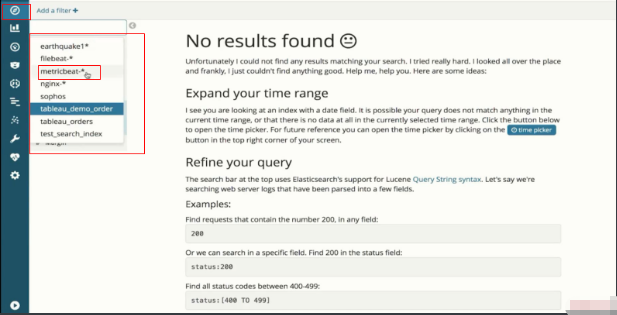 Add a filter +
earthquake1*
filebeat-*
metricbeat-*
nginx-*
sophos
tableau_demo_order
tableau_orders
test_search_index
margin
No results found
Unfortunately I could not find any results matching your search. I tried really hard. I looked all over the place
and frankly, I just couldn't find anything good. Help me, help you. Here are some ideas:
Expand your time range
I see you are looking at an index with a date field. It is possible your query does not match anything in the
current time range, or that there is no data at all in the currently selected time range. Click the button below
to open the time picker. For future reference you can open the time picker by clicking on the time picker
button in the top right corner of your screen.
Refine your query
The search bar at the top uses Elasticsearch's support for Lucene Query String syntax. Let's say we're
searching web server logs that have been parsed into a few fields.
Examples:
Find requests that contain the number 200, in any field:
200
Or we can search in a specific field. Find 200 in the status field:
status:200
Find all status codes between 400-499:
status:[400 TO 499]